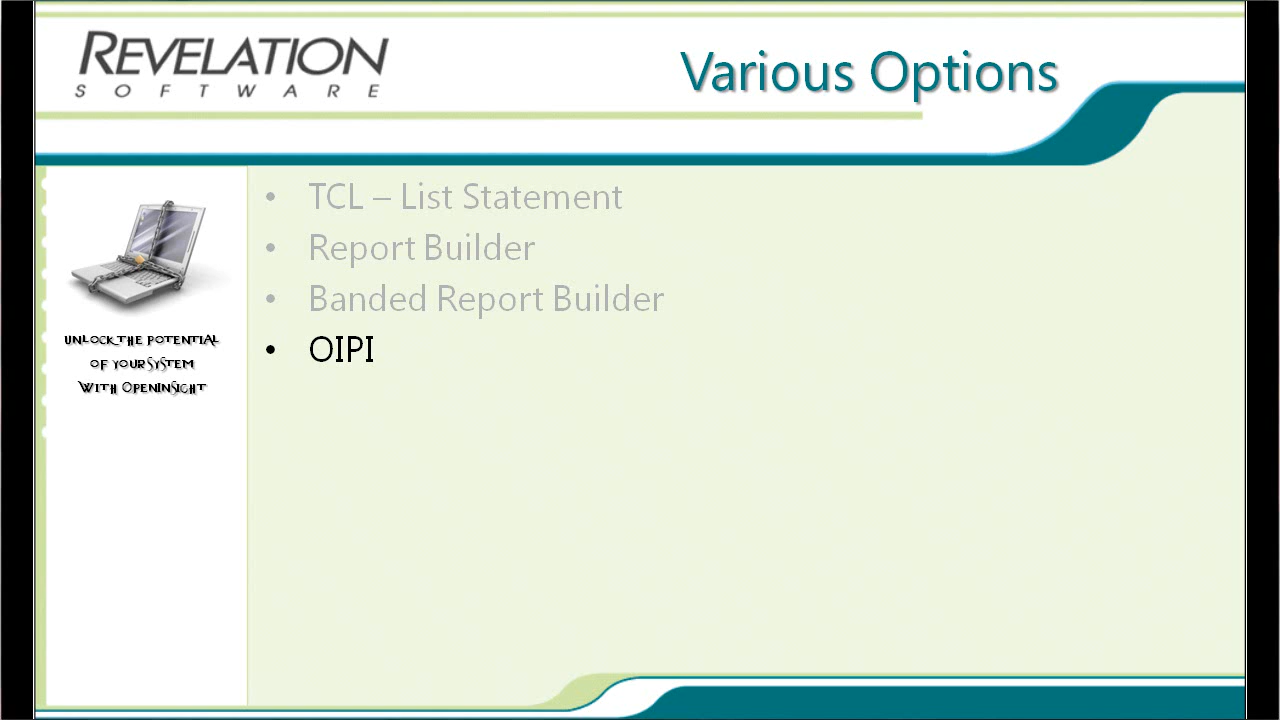 REVELATION
SOFTWARE
Various Options
• TCL – List Statement
• Report Builder
• Banded Report Builder
• OIPI
UNLOCK THE POTENTIAL
OF YOUR SYSTEM
WITH OPENINSIGHT